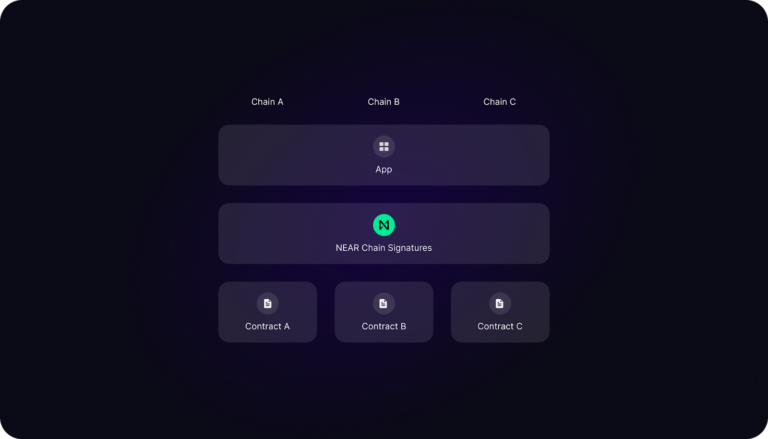 Chain A
Chain B
Chain C
App
NEAR Chain Signatures
Contract A
Contract B
Contract C